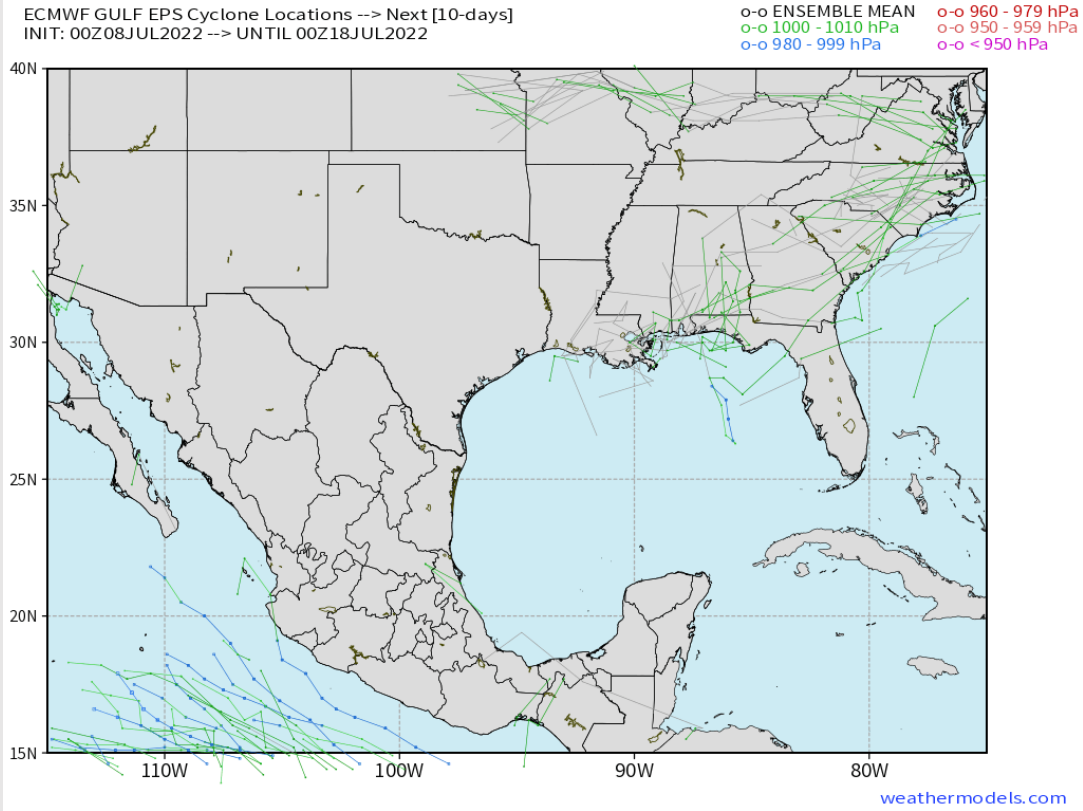 ECMWF GULF EPS Cyclone Locations --> Next [10-days]
INIT: 00Z08JUL2022 --> UNTIL 00Z18JUL2022
o-o ENSEMBLE MEAN
o-o 1000 - 1010 hPa
o-o 980 - 999 hPa
o-o 960 - 979 hPa
o-o 950 - 959 hPa
o-o < 950 hPa
40N
35N
30N
25N
20N
15N
110W 100W 90W 80W
weathermodels.com